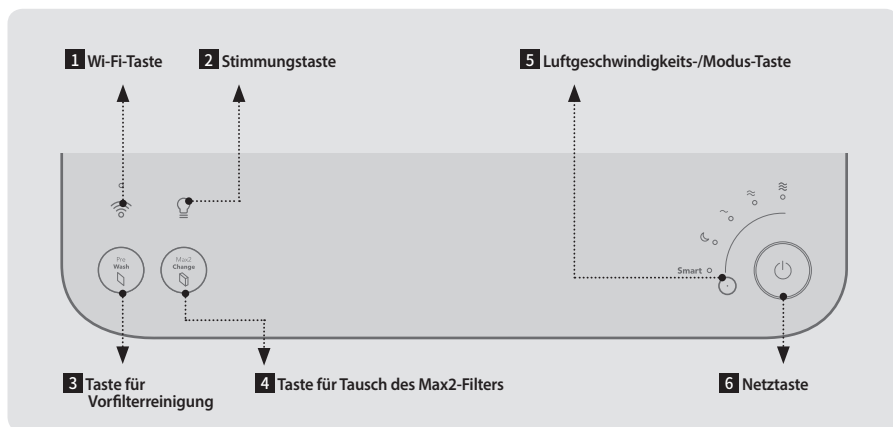 1 Wi-Fi-Taste
2 Stimmungstaste
5 Luftgeschwindigkeits-/Modus-Taste
Pre
Wash
Max2
Change
Smart
3 Taste für
Vorfilterreinigung
4 Taste für Tausch des Max2-Filters
6 Netztaste